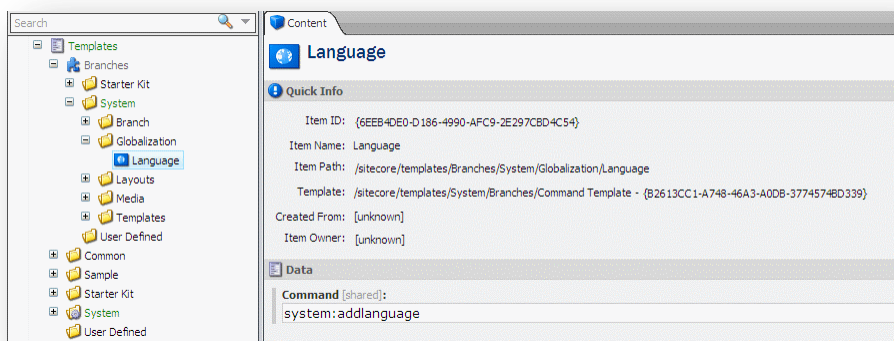 Search
Templates
Branches
Starter Kit
System
Branch
Globalization
Language
Layouts
Media
Templates
User Defined
Common
Sample
Starter Kit
System
User Defined
Content
Language
Quick Info
Item ID: {6EEB4DE0-D186-4990-AFC9-2E297CBD4C54}
Item Name: Language
Item Path: /sitecore/templates/Branches/System/Globalization/Language
Template: /sitecore/templates/System/Branches/Command Template - {B2613CC1-A748-46A3-A0DB-3774574BD339}
Created From: [unknown]
Item Owner: [unknown]
Data
Command [shared]:
system:addlanguage